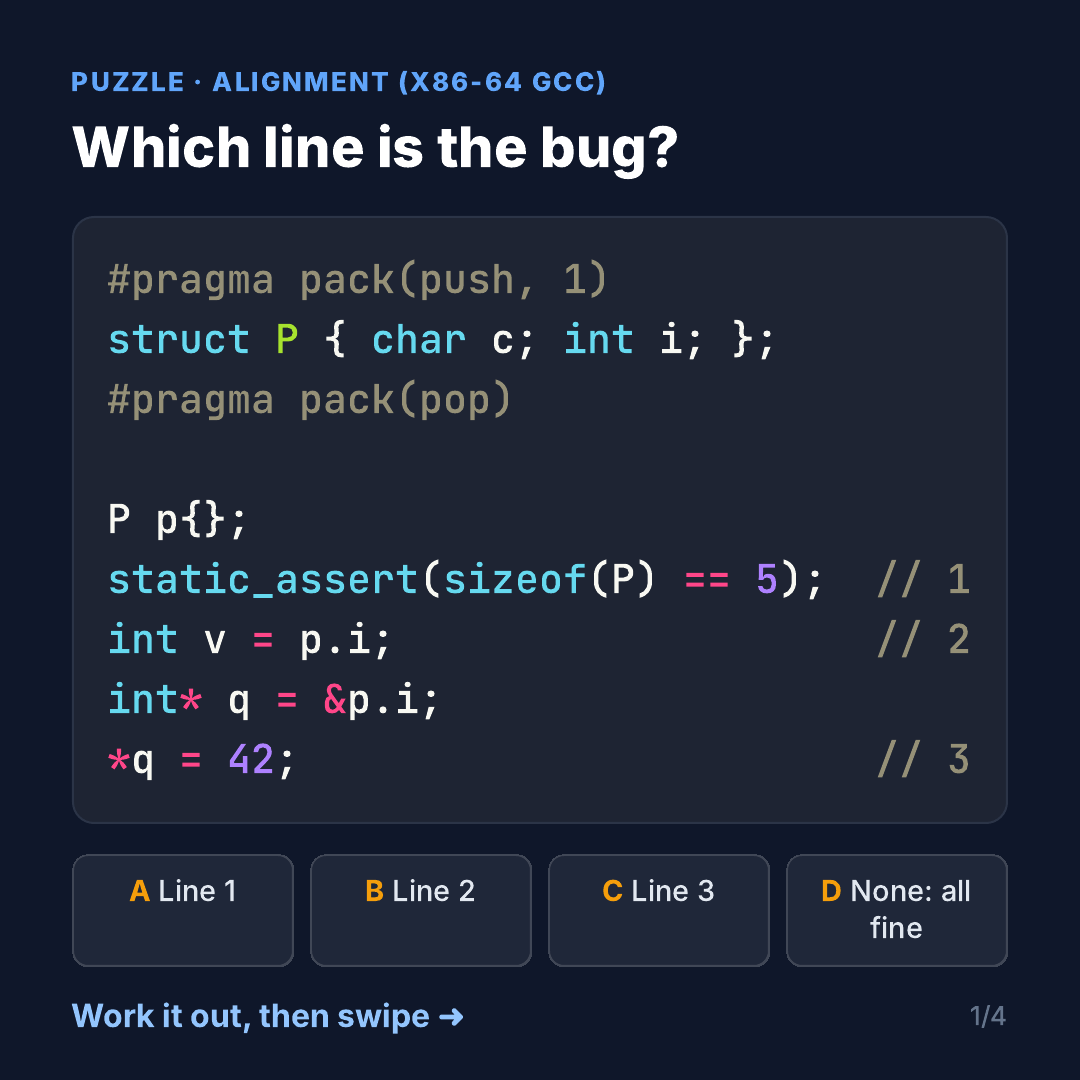 PUZZLE · ALIGNMENT (X86-64 GCC)
Which line is the bug?
#pragma pack(push, 1)
struct P { char c; int i; };
#pragma pack(pop)
P p{};
static_assert(sizeof(P) == 5);  // 1
int v = p.i;                    // 2
int* q = &p.i;
*q = 42;                        // 3
A Line 1
B Line 2
C Line 3
D None: all
fine
Work it out, then swipe ➜
1/4